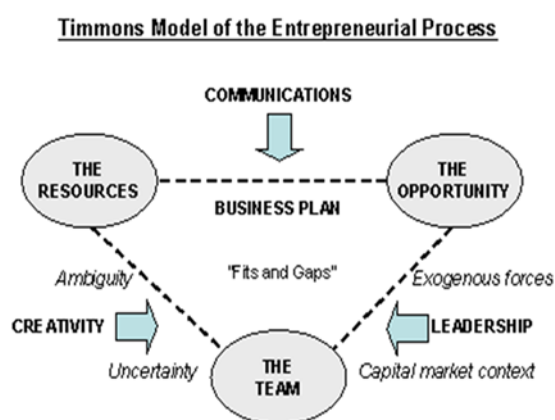 Timmons Model of the Entrepreneurial Process
COMMUNICATIONS
THE
RESOURCES
THE
OPPORTUNITY
BUSINESS PLAN
Ambiguity
"Fits and Gaps"
Exogenous forces
CREATIVITY
LEADERSHIP
Uncertainty
THE
TEAM
Capital market context